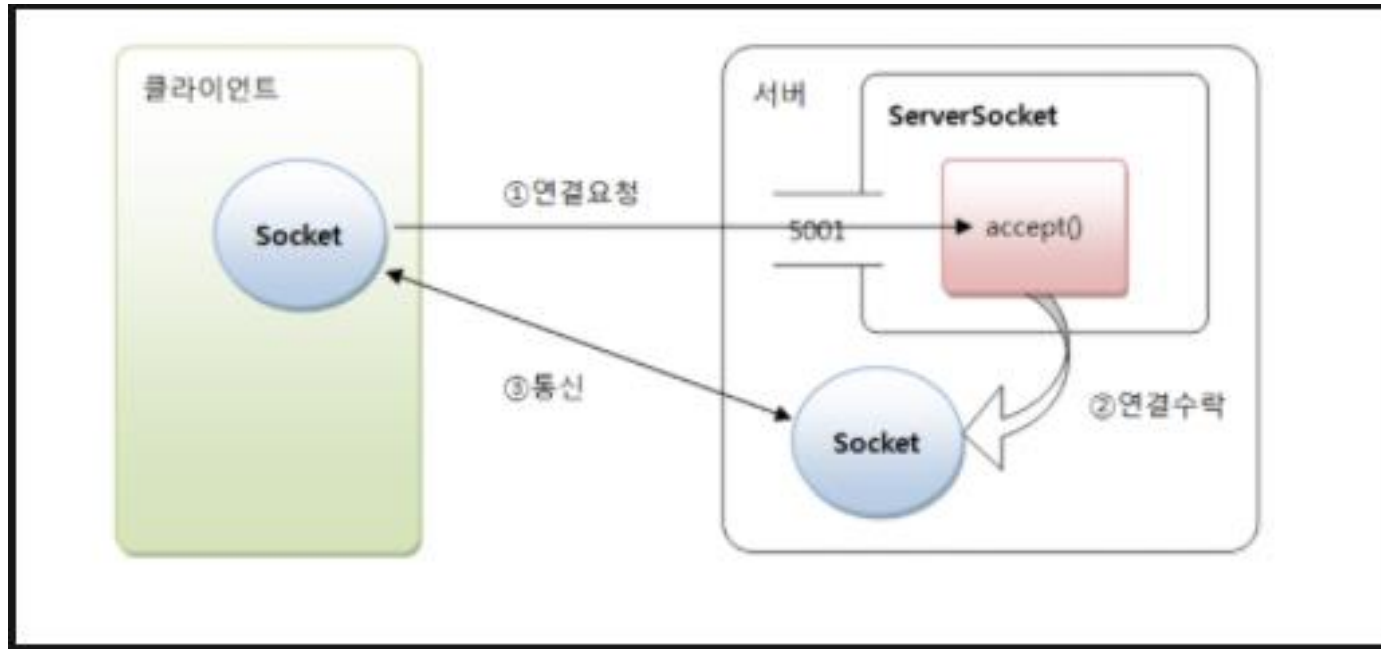 클라이언트
서버
ServerSocket
①연결요청
Socket
5001
accept()
③통신
②연결수락
Socket